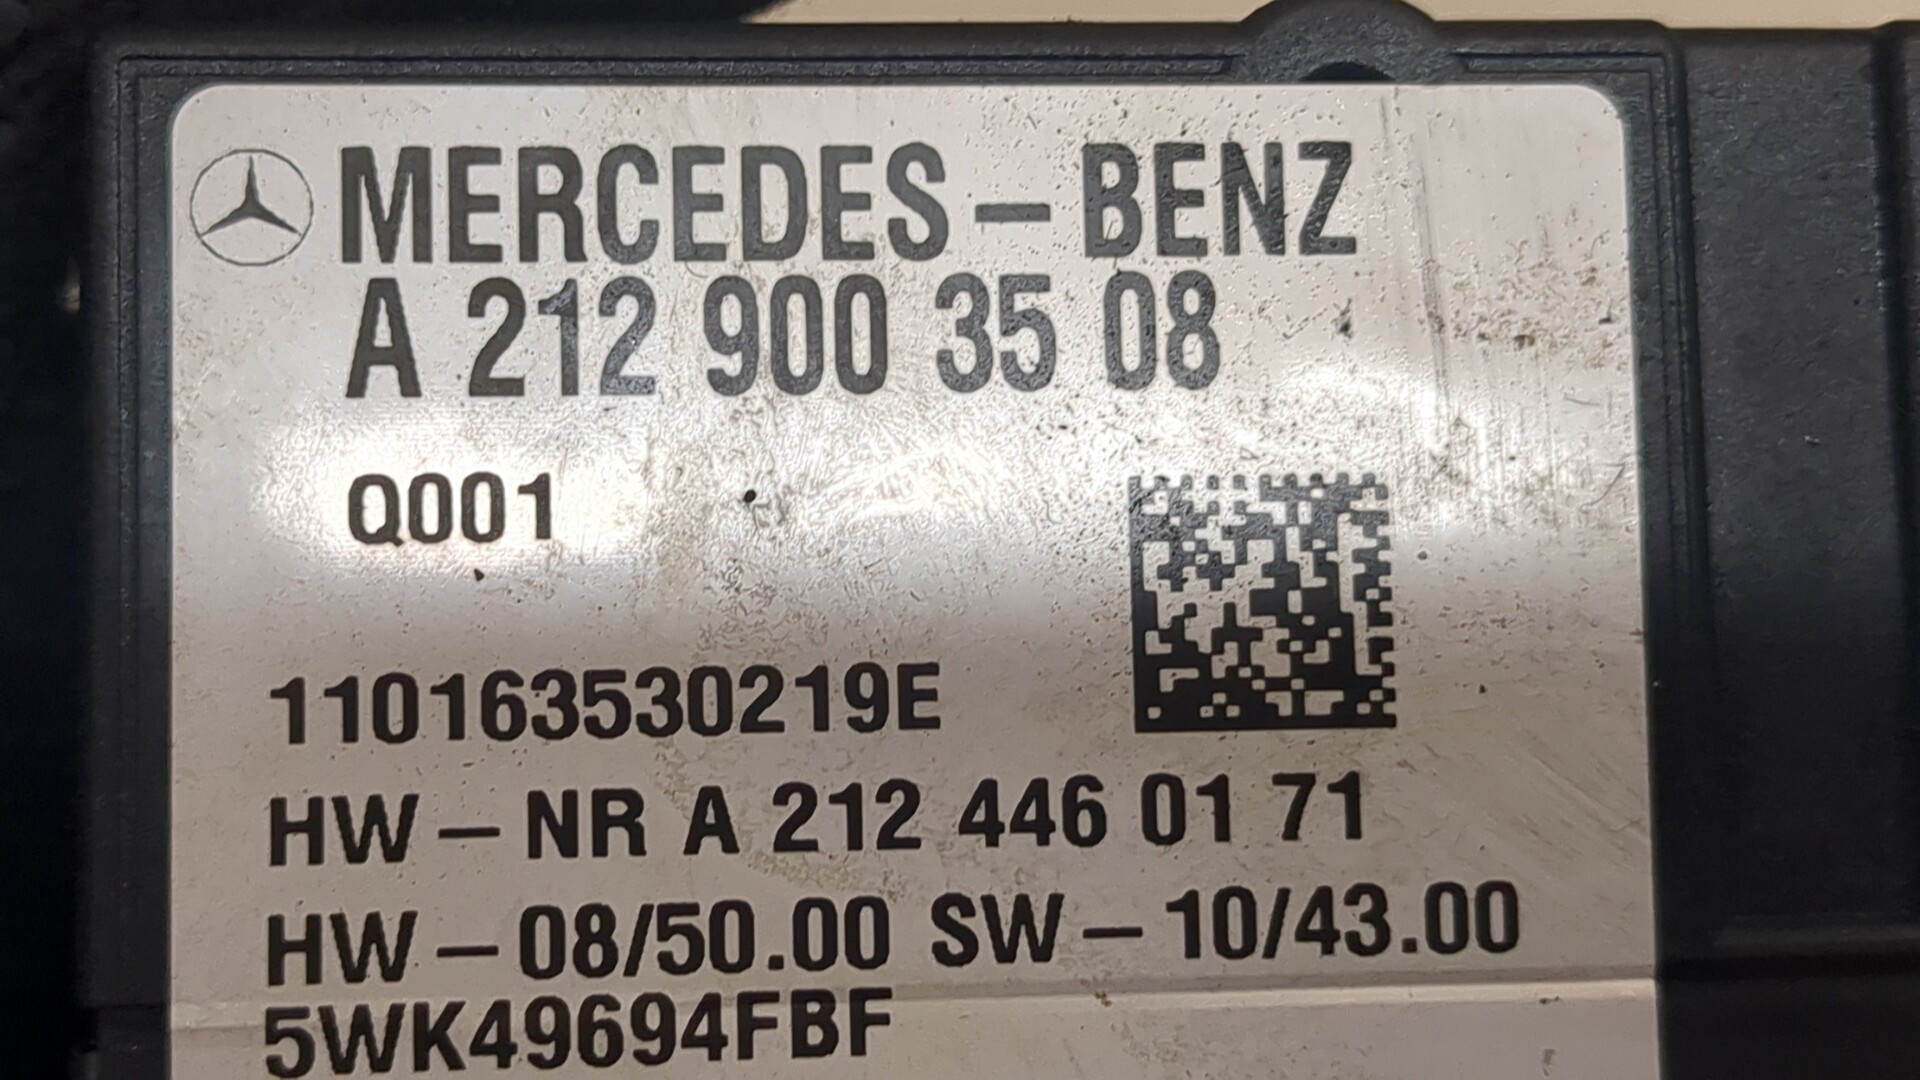 MERCEDES-BENZ
A 212 900 35 08
Q001
110163530219E
HW-NR A 212 446 01 71
HW-08/50.00 SW-10/43.00
5WK49694FBF